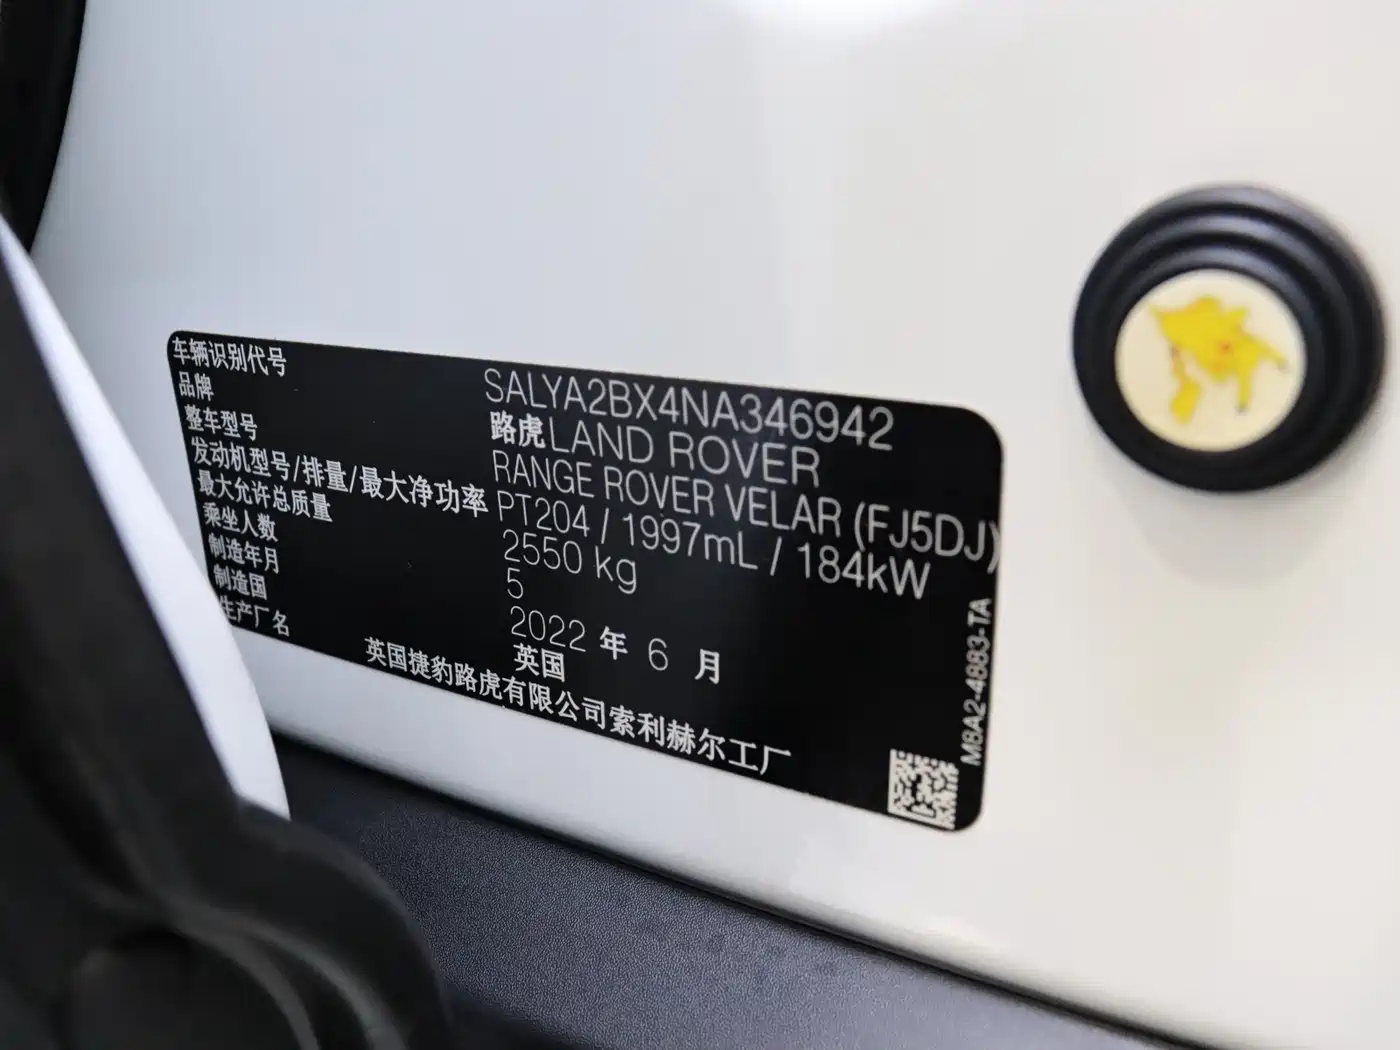 车辆识别代号 SALYA2BX4NA346942
品牌 路虎LAND ROVER
整车型号 RANGE ROVER VELAR (FJ5DJ)
发动机型号/排量/最大净功率 PT204 / 1997mL / 184kW
最大允许总质量 2550 kg
乘坐人数 5
制造年月 2022 年 6 月
制造国 英国
生产厂名 英国捷豹路虎有限公司索利赫尔工厂
M8A2-4883-TA